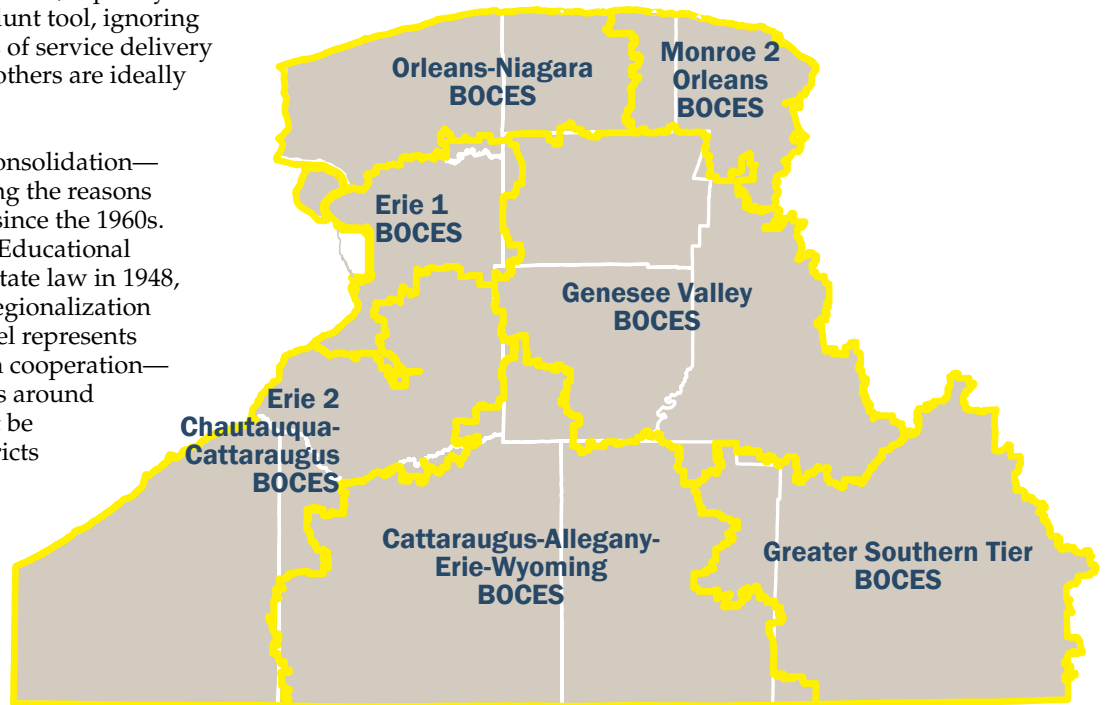 lunt tool, ignoring
of service delivery
others are ideally
onsolidation—
ng the reasons
since the 1960s.
Educational
tate law in 1948,
egionalization
el represents
cooperation—
s around
be
ricts
Orleans-Niagara
BOCES
Monroe 2
Orleans
BOCES
Erie 1
BOCES
Genesee Valley
BOCES
Erie 2
Chautauqua-
Cattaraugus
BOCES
Cattaraugus-Allegany-
Erie-Wyoming
BOCES
Greater Southern Tier
BOCES